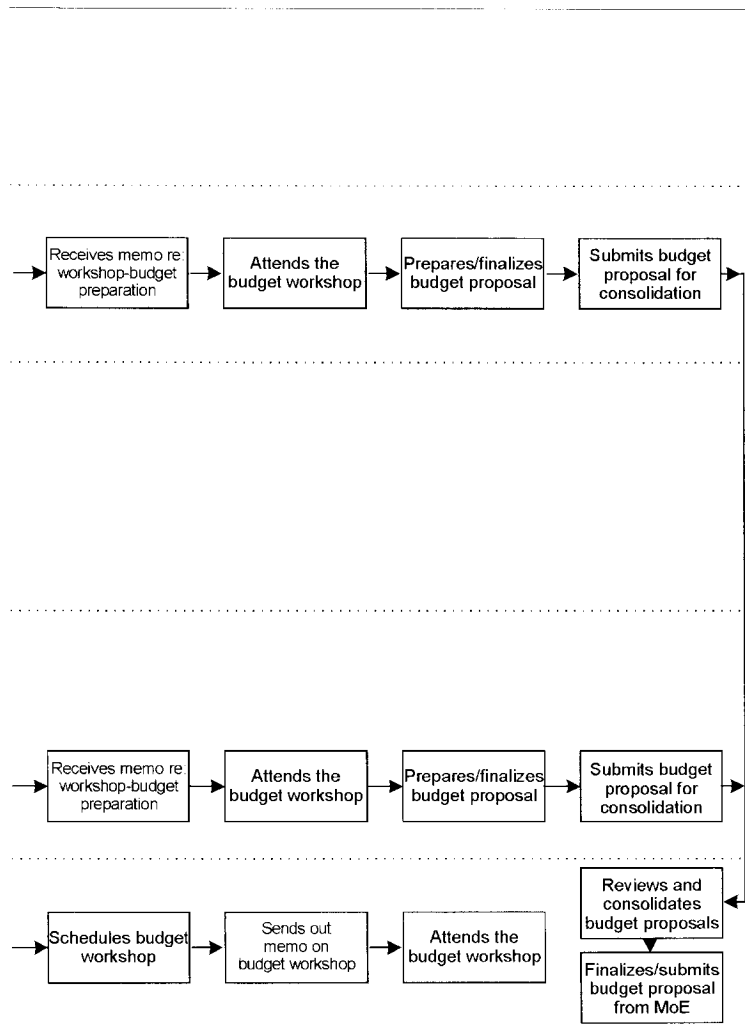 Receives memo re:
workshop-budget
preparation
Attends the
budget workshop
Prepares/finalizes
budget proposal
Submits budget
proposal for
consolidation
Receives memo re:
workshop-budget
preparation
Attends the
budget workshop
Prepares/finalizes
budget proposal
Submits budget
proposal for
consolidation
Schedules budget
workshop
Sends out
memo on
budget workshop
Attends the
budget workshop
Reviews and
consolidates
budget proposals
Finalizes/submits
budget proposal
from MoE